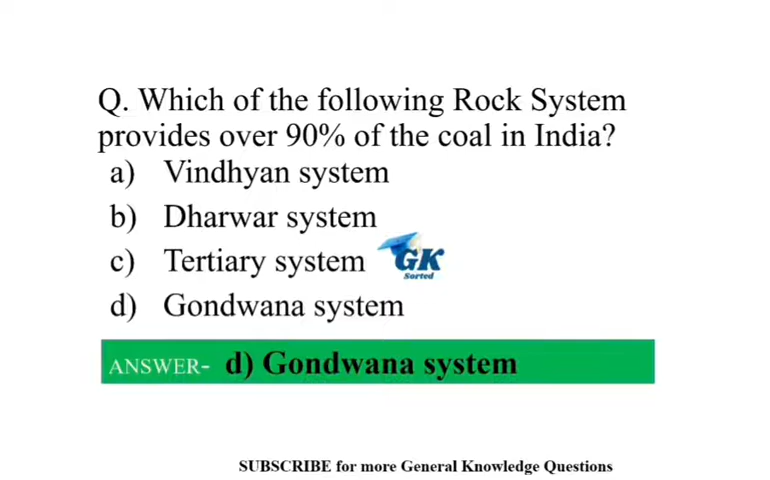 Q. Which of the following Rock System
provides over 90% of the coal in India?
a) Vindhyan system
b) Dharwar system
c) Tertiary system
GK
Sorted
d) Gondwana system
ANSWER- d) Gondwana system
SUBSCRIBE for more General Knowledge Questions